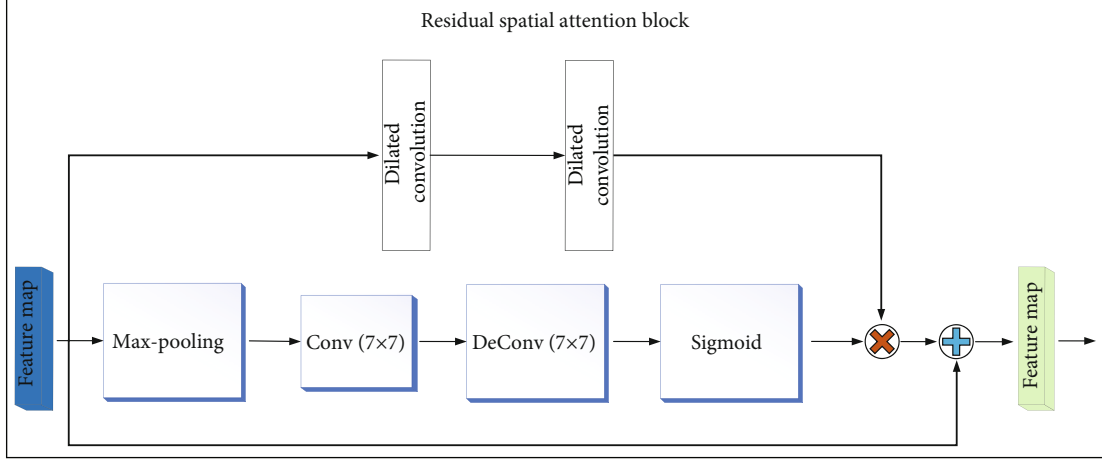 Residual spatial attention block
Dilated
convolution
Dilated
convolution
Feature map
Max-pooling
Conv (7×7)
DeConv (7×7)
Sigmoid
Feature map